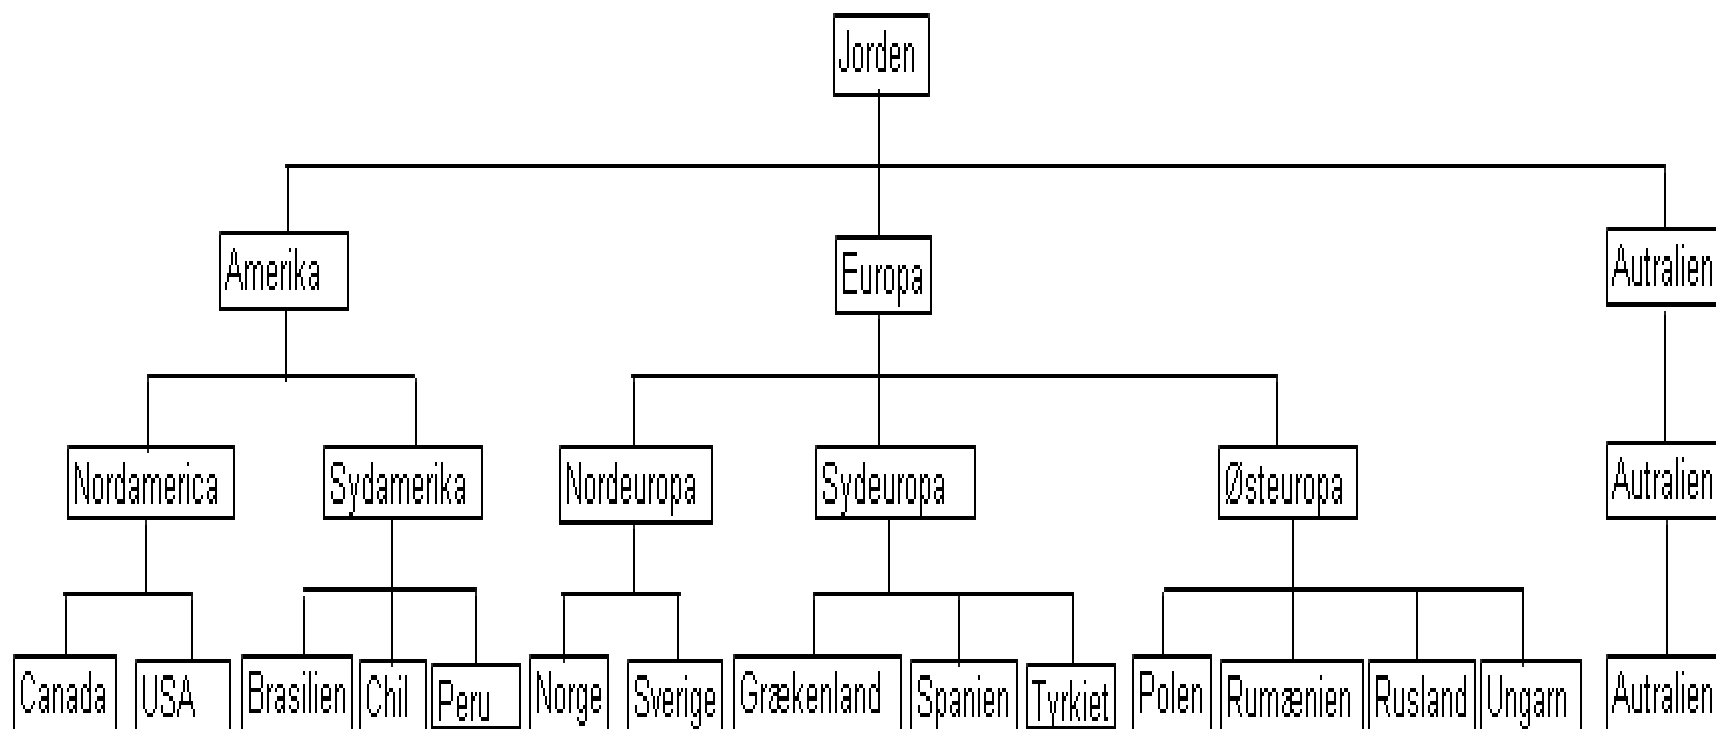 Jorden
Amerika
Europa
Autralien
Nordamerica
Sydamerika
Nordeuropa
Sydeuropa
Østeuropa
Autralien
Canada
USA
Brasilien
Chil
Peru
Norge
Sverige
Grækenland
Spanien
Tyrkiet
Polen
Rumænien
Rusland
Ungarn
Autralien